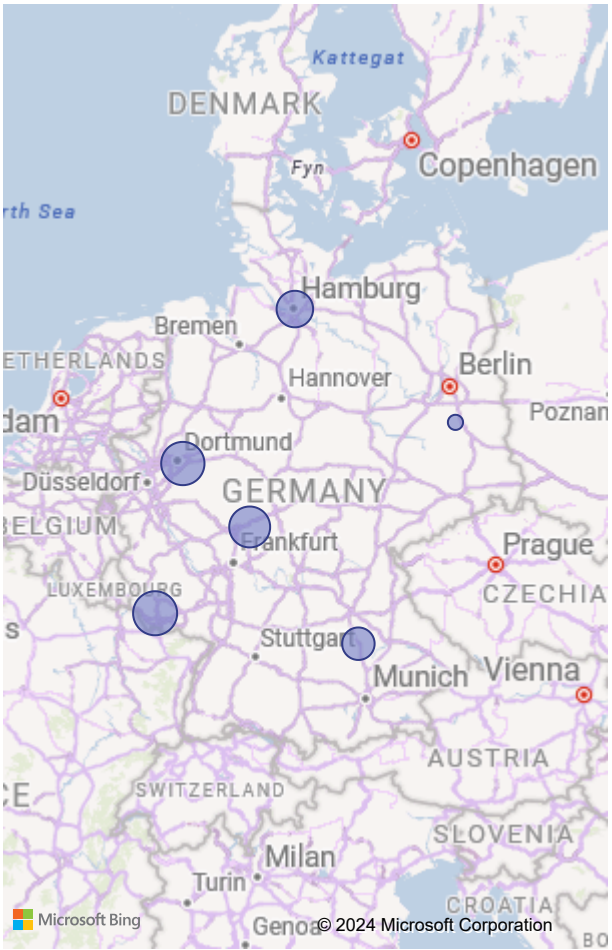 Kattegat
DENMARK
Copenhagen
Fyn
rth Sea
Hamburg
Bremen
ETHERLANDS
Berlin
Hannover
dam
Poznan
Dortmund
Düsseldorf
GERMANY
BELGIUM
Frankfurt
Prague
LUXEMBOURG
CZECHIA
s
Stuttgart
Munich
Vienna
AUSTRIA
CE
SWITZERLAND
SLOVENIA
Milan
Turin
CROATIA
Microsoft Bing
Genoa
© 2024 Microsoft Corporation
BO